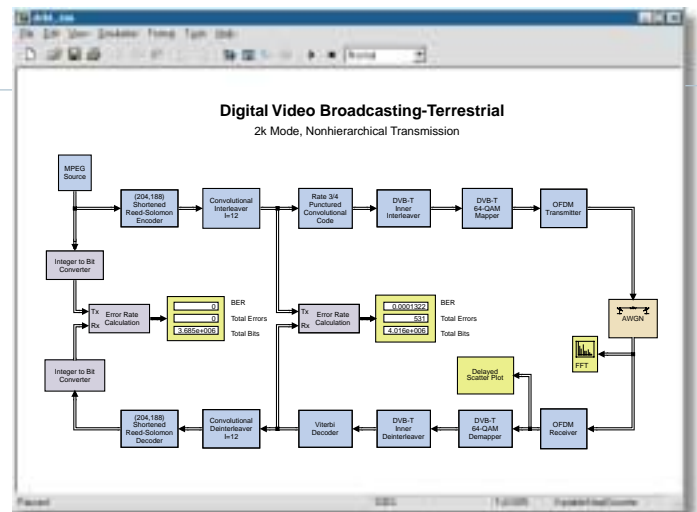 Digital Video Broadcasting-Terrestrial
2k Mode, Nonhierarchical Transmission
MPEG
Source
(204,188)
Shortened
Reed-Solomon
Encoder
Convolutional
Interleaver
I=12
Rate 3/4
Punctured
Convolutional
Code
DVB-T
Inner
Interleaver
DVB-T
64-QAM
Mapper
OFDM
Transmitter
Integer to Bit
Converter
Tx
Rx
Error Rate
Calculation
0
0
3.685e+006
BER
Total Errors
Total Bits
Tx
Rx
Error Rate
Calculation
0.0001322
531
4.016e+006
BER
Total Errors
Total Bits
AWGN
FFT
Delayed
Scatter Plot
Integer to Bit
Converter
(204,188)
Shortened
Reed-Solomon
Decoder
Convolutional
Deinterleaver
I=12
Viterbi
Decoder
DVB-T
Inner
Deinterleaver
DVB-T
64-QAM
Demapper
OFDM
Receiver